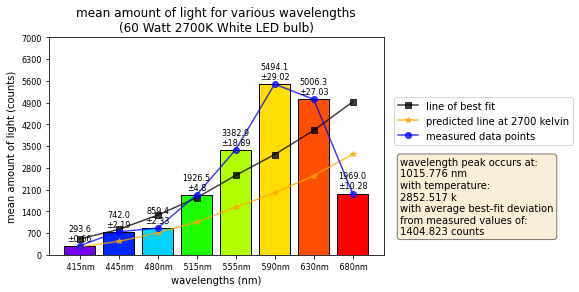 mean amount of light for various wavelengths
(60 Watt 2700K White LED bulb)
mean amount of light (counts)
7000
6300
5600
4900
4200
3500
2800
2100
1400
700
0
293.6
742.0
±2.19
859.4
±2.33
1926.5
±4.8
3382.9
±18.89
5494.1
±29.02
5006.3
±27.03
1969.0
±10.28
415nm
445nm
480nm
515nm
555nm
590nm
630nm
680nm
wavelengths (nm)
line of best fit
predicted line at 2700 kelvin
measured data points
wavelength peak occurs at:
1015.776 nm
with temperature:
2852.517 k
with average best-fit deviation
from measured values of:
1404.823 counts